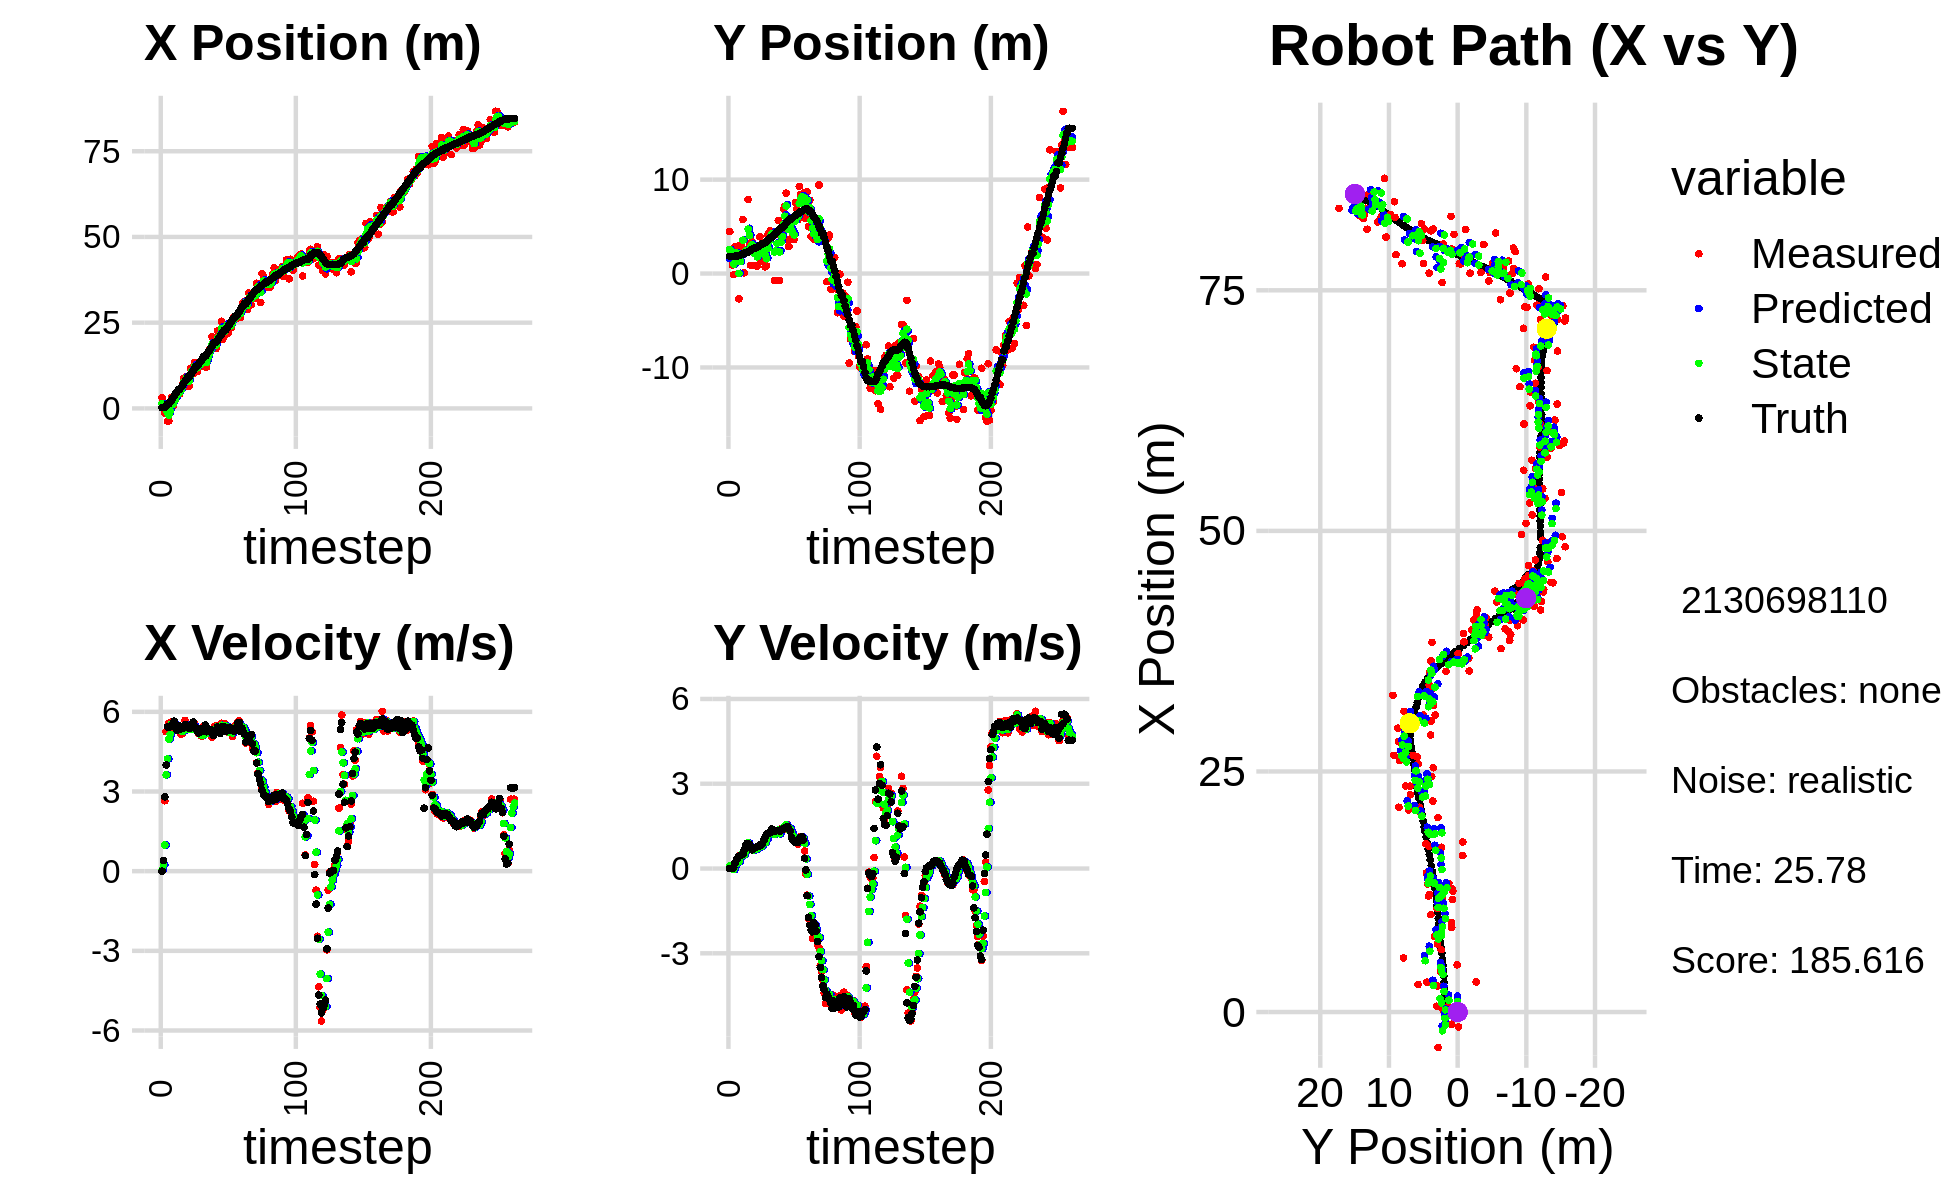 X Position (m)
75
50
25
0
0
100
200
timestep
Y Position (m)
10
0
-10
0
100
200
timestep
X Velocity (m/s)
6
3
0
-3
-6
0
100
200
timestep
Y Velocity (m/s)
6
3
0
-3
0
100
200
timestep
Robot Path (X vs Y)
X Position (m)
75
50
25
0
20 10 0 -10 -20
Y Position (m)
variable
Measured
Predicted
State
Truth
2130698110
Obstacles: none
Noise: realistic
Time: 25.78
Score: 185.616